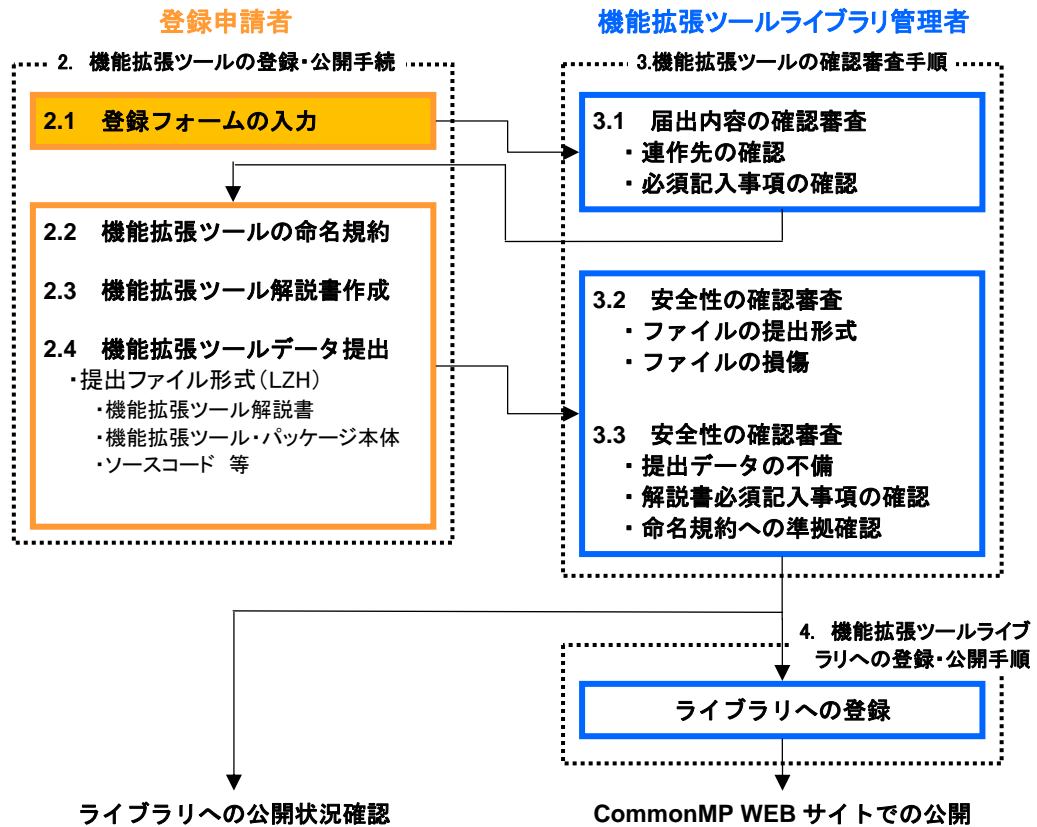 登録申請者
機能拡張ツールライブラリ管理者
2. 機能拡張ツールの登録・公開手続
3.機能拡張ツールの確認審査手順
2.1 登録フォームの入力
3.1 届出内容の確認審査
・連作先の確認
・必須記入事項の確認
2.2 機能拡張ツールの命名規約
2.3 機能拡張ツール解説書作成
2.4 機能拡張ツールデータ提出
・提出ファイル形式(LZH)
・機能拡張ツール解説書
・機能拡張ツール・パッケージ本体
・ソースコード 等
3.2 安全性の確認審査
・ファイルの提出形式
・ファイルの損傷
3.3 安全性の確認審査
・提出データの不備
・解説書必須記入事項の確認
・命名規約への準拠確認
4. 機能拡張ツールライブ
ラリへの登録・公開手順
ライブラリへの登録
ライブラリへの公開状況確認
CommonMP WEB サイトでの公開